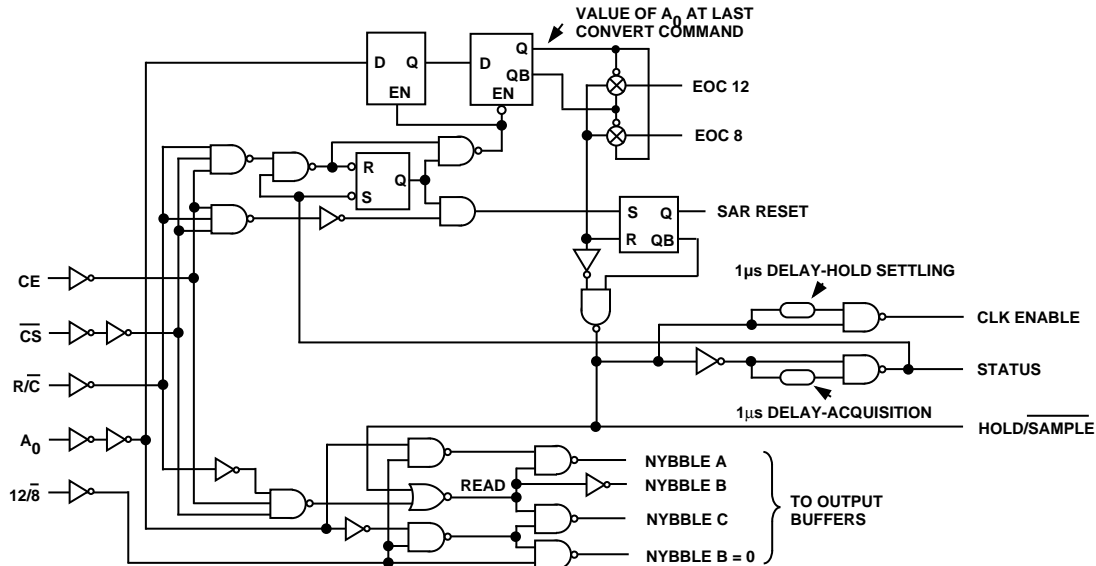 VALUE OF A0 AT LAST
CONVERT COMMAND
D Q
EN
D Q
QB
EN
EOC 12
EOC 8
R
Q
S
S Q
R QB
SAR RESET
1µs DELAY-HOLD SETTLING
CLK ENABLE
STATUS
1µs DELAY-ACQUISITION
HOLD/SAMPLE
CE
CS
R/C
A0
12/8
READ
NYBBLE A
NYBBLE B
NYBBLE C
NYBBLE B = 0
TO OUTPUT
BUFFERS